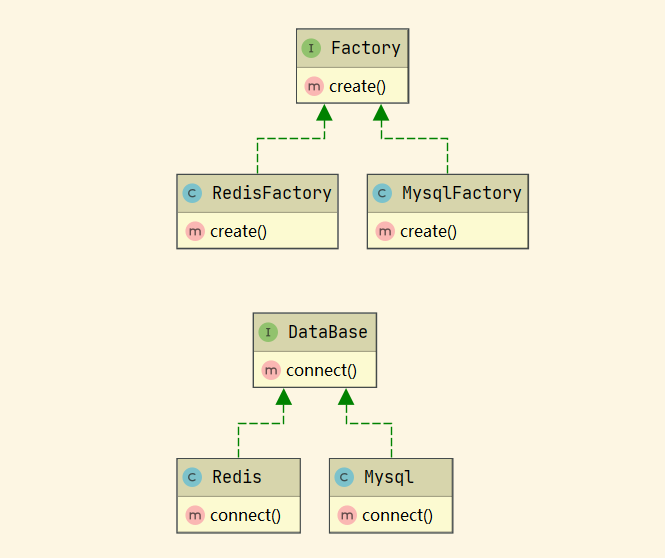 I Factory
m create()
C RedisFactory
C MysqlFactory
m create()
m create()
I DataBase
m connect()
C Redis
C Mysql
m connect()
m connect()